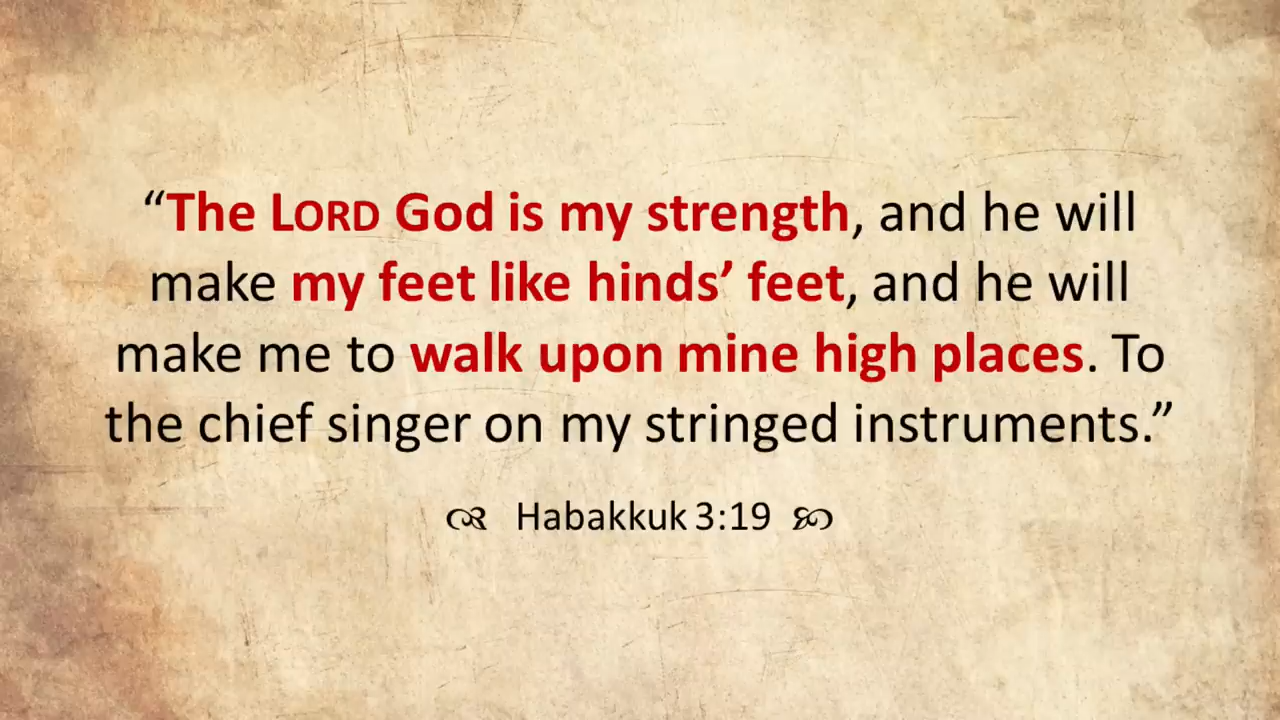 “The LORD God is my strength, and he will
make my feet like hinds’ feet, and he will
make me to walk upon mine high places. To
the chief singer on my stringed instruments.”
Habakkuk 3:19